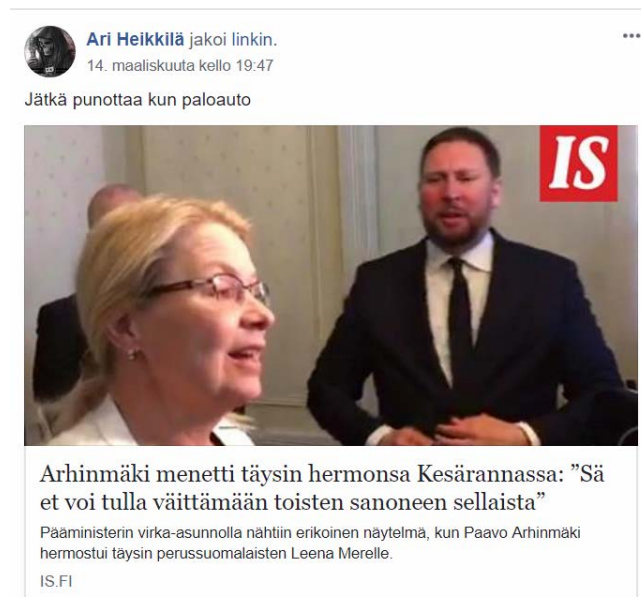 Ari Heikkilä jakoi linkin.
14. maaliskuuta kello 19:47
Jätkä punottaa kun paloauto
IS
Arhinmäki menetti täysin hermonsa Kesärannassa: ”Sä
et voi tulla väittämään toisten sanoneen sellaista”
Pääministerin virka-asunnolla nähtiin erikoinen näytelmä, kun Paavo Arhinmäki
hermostui täysin perussuomalaisten Leena Merelle.
IS.FI